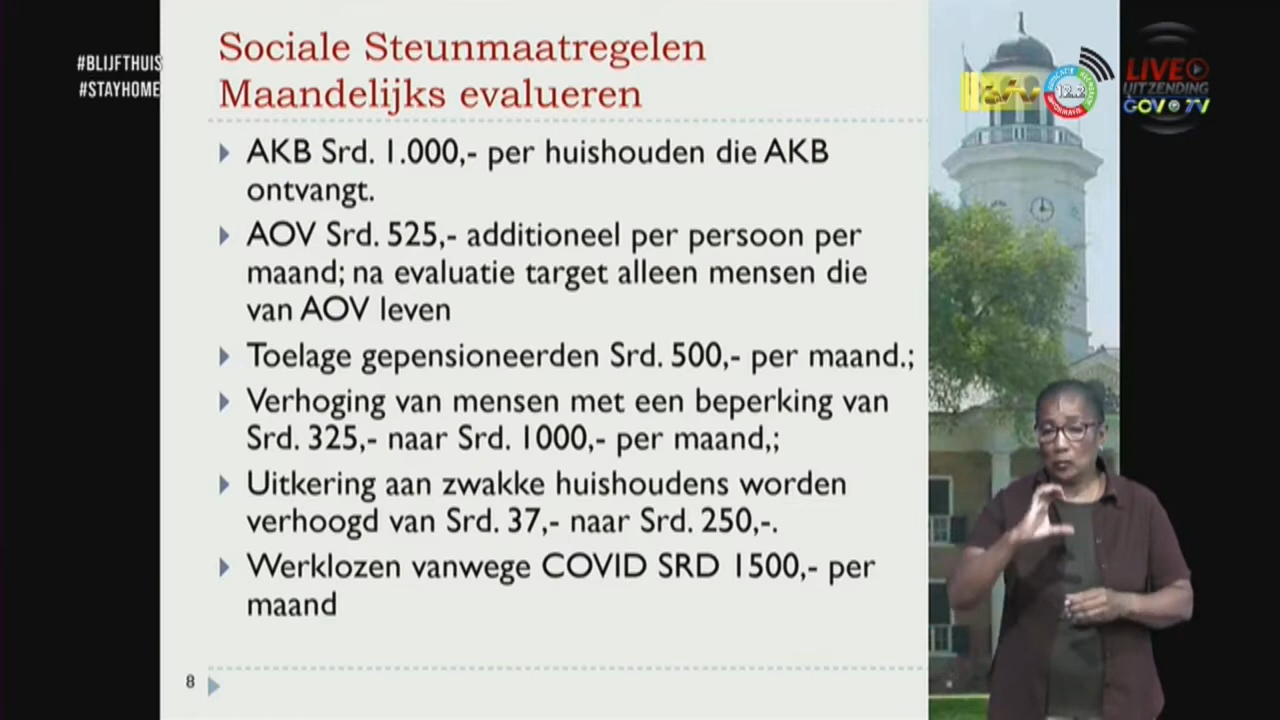 #BLIJFTHUIS
#STAYHOME
Sociale Steunmaatregelen
Maandelijks evalueren
AKB Srd. 1.000,- per huishouden die AKB
ontvangt.
AOV Srd. 525,- additioneel per persoon per
maand; na evaluatie target alleen mensen die
van AOV leven
Toelage gepensioneerden Srd. 500,- per maand.;
Verhoging van mensen met een beperking van
Srd. 325,- naar Srd. 1000,- per maand,;
Uitkering aan zwakke huishoudens worden
verhoogd van Srd. 37,- naar Srd. 250,-.
Werklozen vanwege COVID SRD 1500,- per
maand
8
12.2
LIVE
UITZENDING
GOV TV